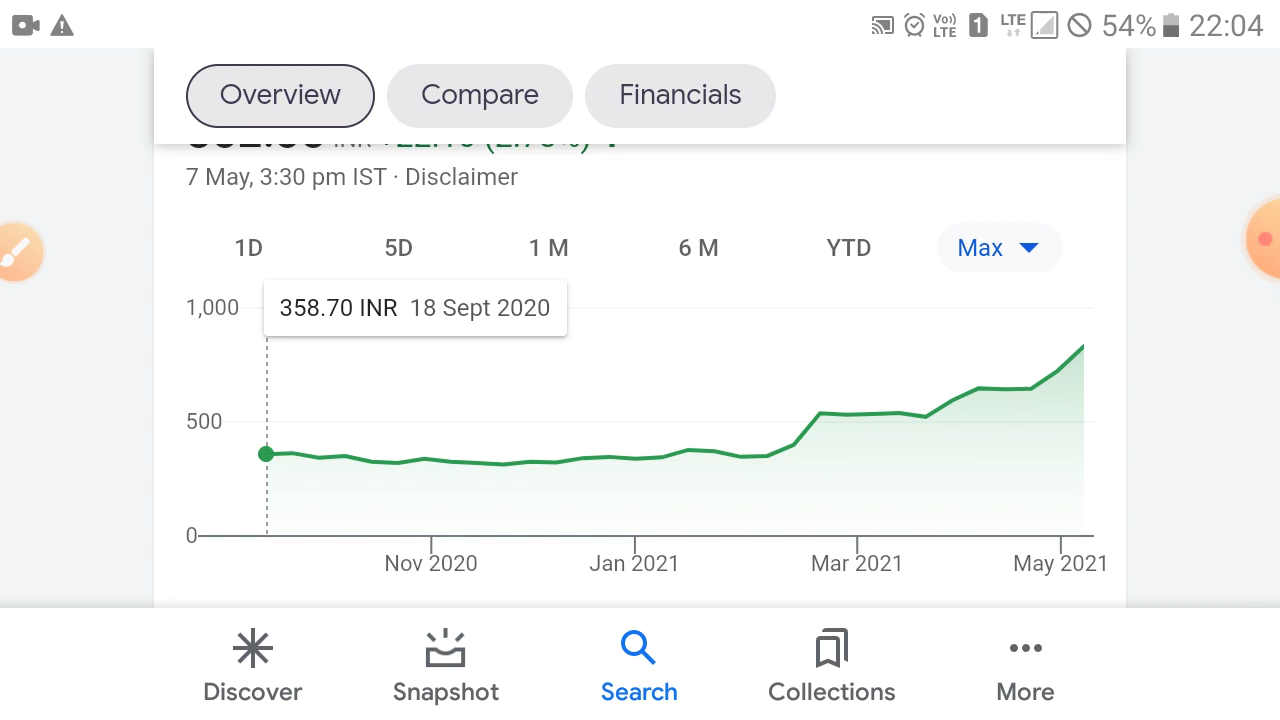 54% 22:04
Overview Compare Financials
INR
7 May, 3:30 pm IST · Disclaimer
1D 5D 1 M 6 M YTD Max
1,000
358.70 INR 18 Sept 2020
500
0
Nov 2020 Jan 2021 Mar 2021 May 2021
Discover Snapshot Search Collections More